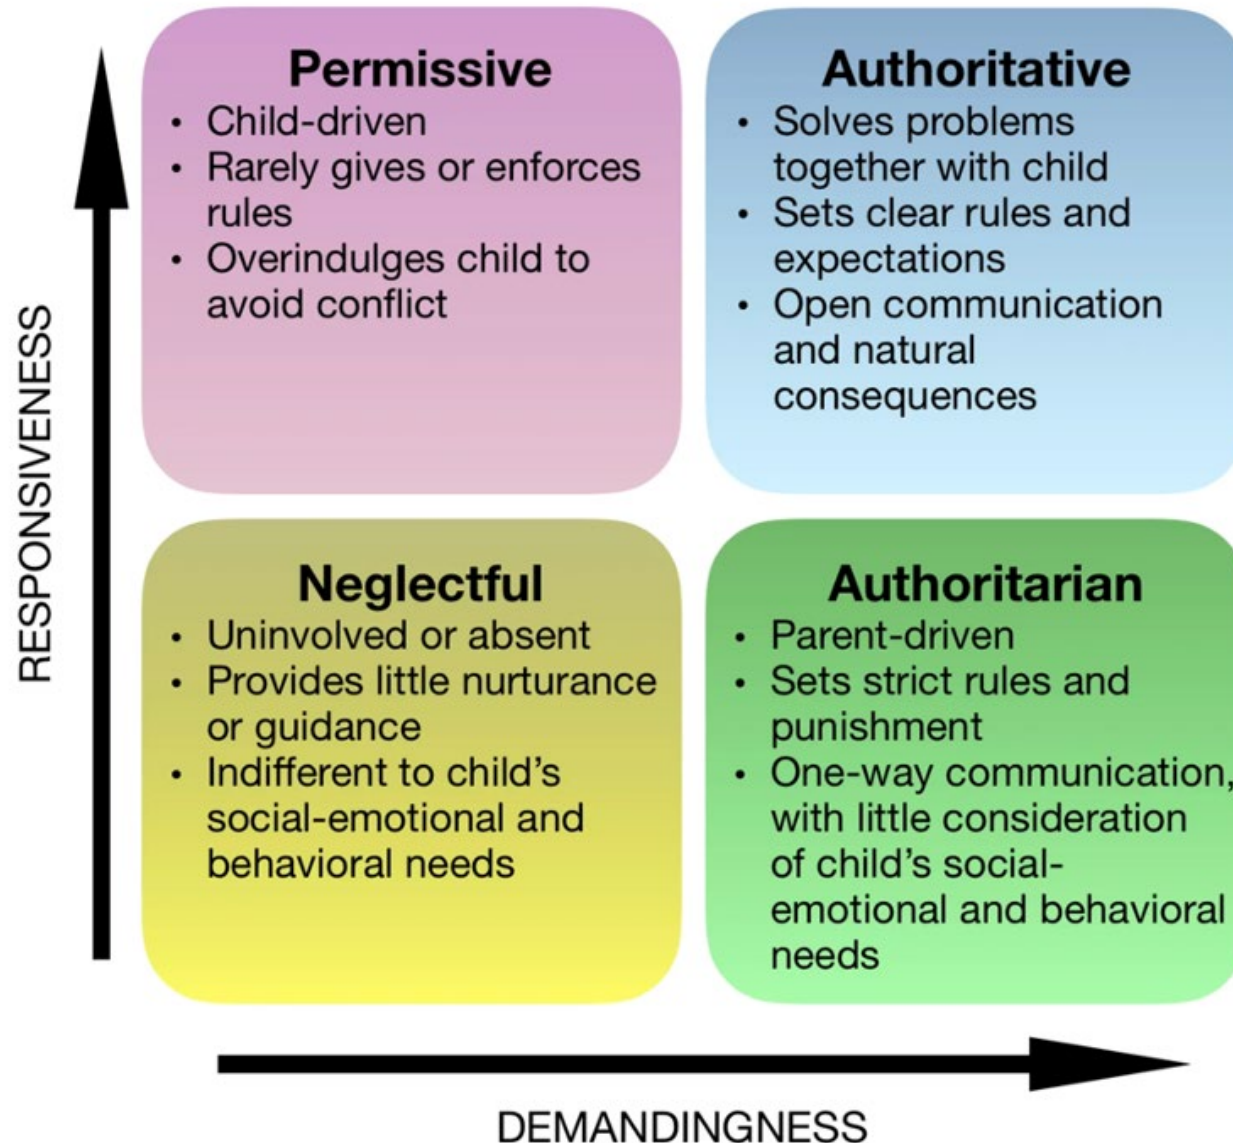 Permissive
• Child-driven
• Rarely gives or enforces
rules
• Overindulges child to
avoid conflict
Authoritative
• Solves problems
together with child
• Sets clear rules and
expectations
• Open communication
and natural
consequences
RESPONSIVENESS
Neglectful
• Uninvolved or absent
• Provides little nurturance
or guidance
• Indifferent to child’s
social-emotional and
behavioral needs
Authoritarian
• Parent-driven
• Sets strict rules and
punishment
• One-way communication,
with little consideration
of child’s social-
emotional and behavioral
needs
DEMANDINGNESS